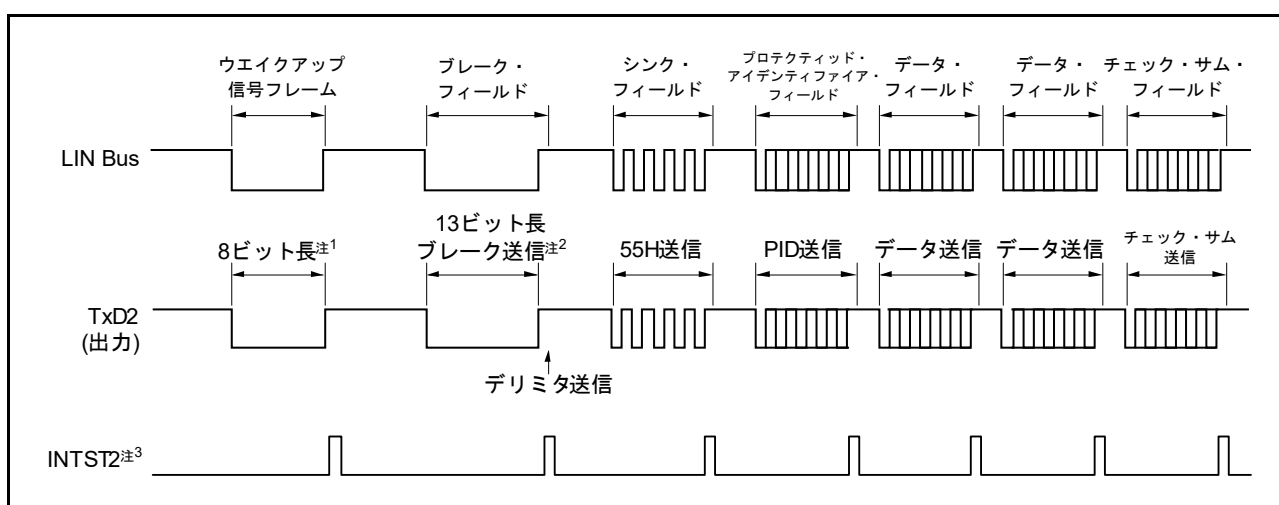 ウエイクアップ
信号フレーム
ブレーク・
フィールド
シンク・
フィールド
プロテクティッド・
アイデンティファイア・
フィールド
データ・
フィールド
データ・
フィールド
チェック・サム・
フィールド
LIN Bus
8ビット長注1
13ビット長
ブレーク送信注2
55H送信
PID送信
データ送信
データ送信
チェック・サム
送信
TxD2
(出力)
デリミタ送信
INTST2注3